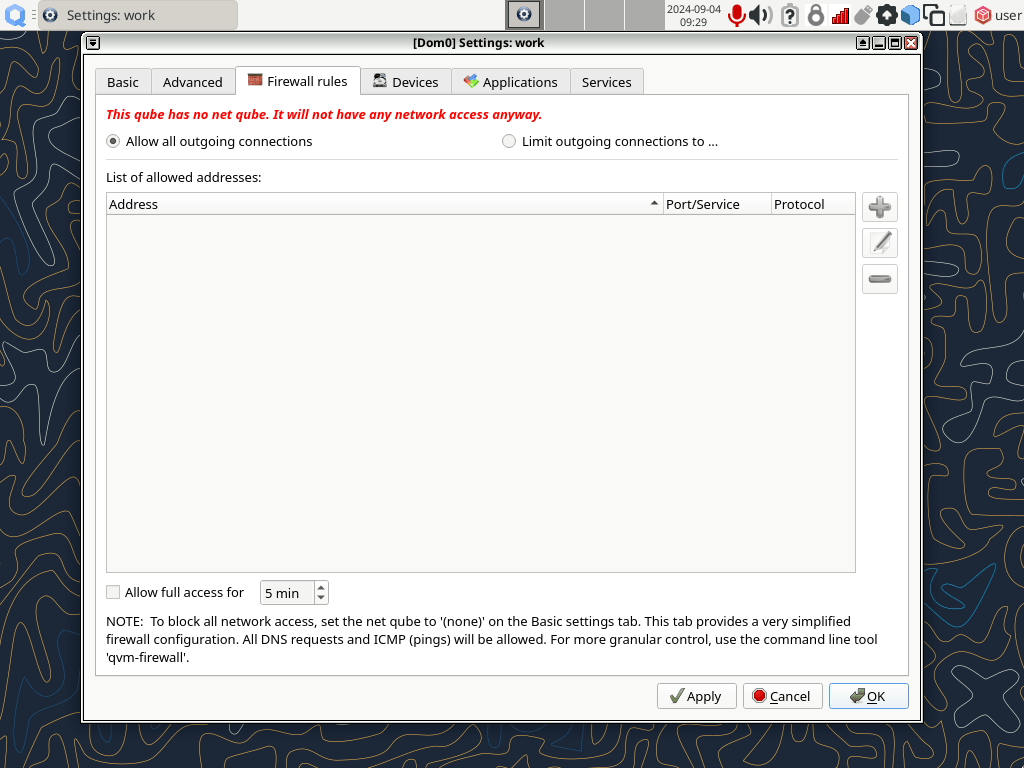 Settings: work
2024-09-04
09:29
user
[Dom0] Settings: work
Basic
Advanced
Firewall rules
Devices
Applications
Services
This qube has no net qube. It will not have any network access anyway.
Allow all outgoing connections
Limit outgoing connections to ...
List of allowed addresses:
Address
Port/Service
Protocol
Allow full access for
5 min
NOTE:  To block all network access, set the net qube to '(none)' on the Basic settings tab. This tab provides a very simplified
firewall configuration. All DNS requests and ICMP (pings) will be allowed. For more granular control, use the command line tool
'qvm-firewall'.
Apply
Cancel
OK